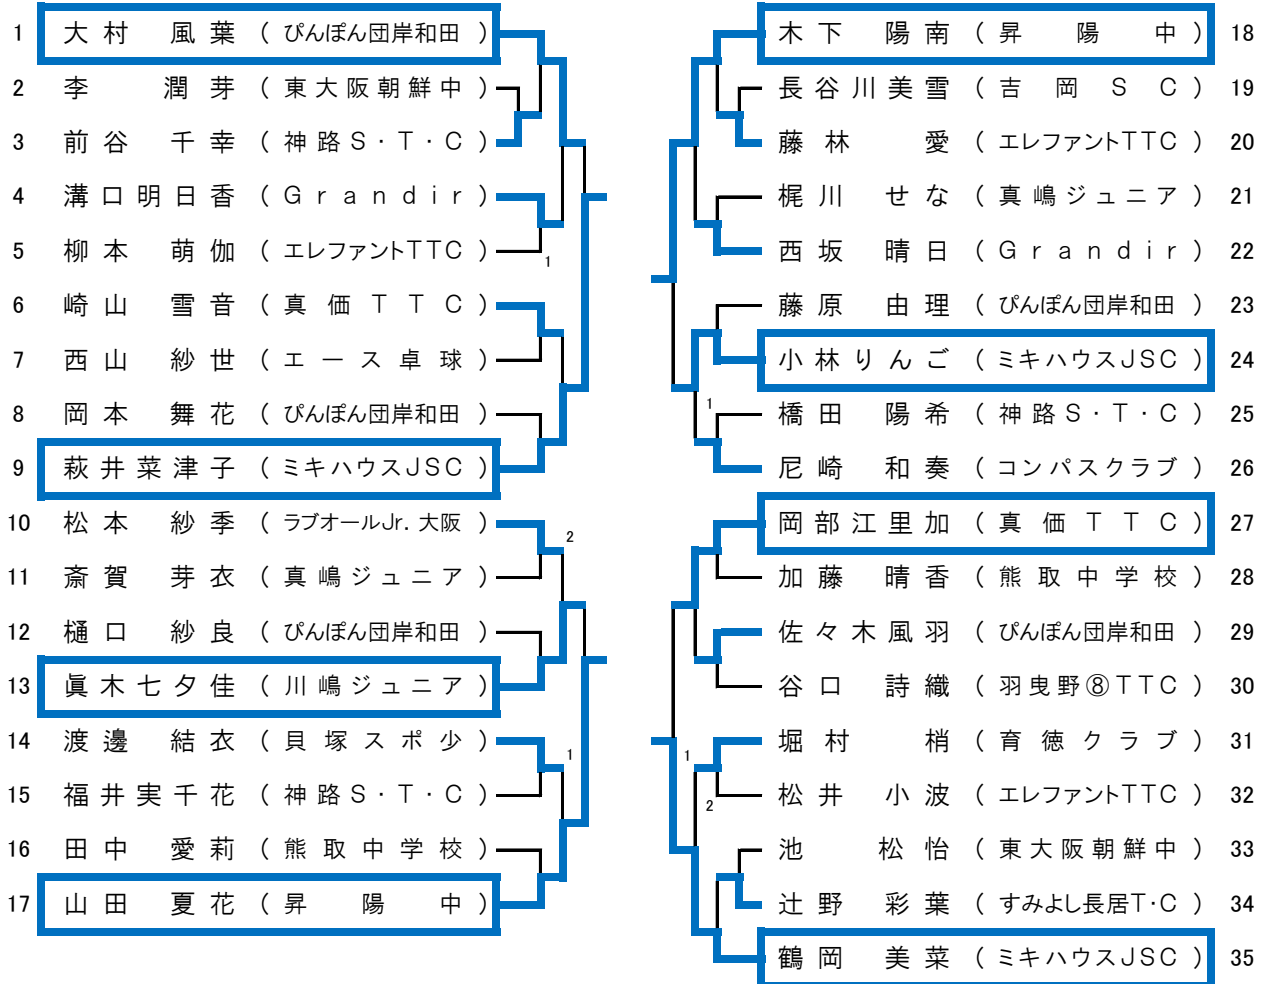 1 大村 風葉 ( ぴんぽん団岸和田 )
2 李 潤芽 ( 東大阪朝鮮中 )
3 前谷 千幸 ( 神路S・T・C )
4 溝口明日香 ( Grandir )
5 柳本 萌伽 ( エレファントTTC )
1
6 崎山 雪音 ( 真価TTC )
7 西山 紗世 ( エース卓球 )
8 岡本 舞花 ( ぴんぽん団岸和田 )
9 萩井菜津子 ( ミキハウスJSC )
10 松本 紗季 ( ラブオールJr.大阪 )
2
11 斎賀 芽衣 ( 真嶋ジュニア )
12 樋口 紗良 ( ぴんぽん団岸和田 )
13 眞木七夕佳 ( 川嶋ジュニア )
14 渡邊 結衣 ( 貝塚スポ少 )
1
15 福井実千花 ( 神路S・T・C )
16 田中 愛莉 ( 熊取中学校 )
17 山田 夏花 ( 昇陽中 )
木下 陽南 ( 昇陽中 ) 18
長谷川美雪 ( 吉岡SC ) 19
藤林 愛 ( エレファントTTC ) 20
梶川 せな ( 真嶋ジュニア ) 21
西坂 晴日 ( Grandir ) 22
藤原 由理 ( ぴんぽん団岸和田 ) 23
小林りんご ( ミキハウスJSC ) 24
1
橋田 陽希 ( 神路S・T・C ) 25
尼崎 和奏 ( コンパスクラブ ) 26
岡部江里加 ( 真価TTC ) 27
加藤 晴香 ( 熊取中学校 ) 28
佐々木風羽 ( ぴんぽん団岸和田 ) 29
谷口 詩織 ( 羽曳野⑧TTC ) 30
堀村 梢 ( 育徳クラブ ) 31
1
松井 小波 ( エレファントTTC ) 32
2
池 松怡 ( 東大阪朝鮮中 ) 33
辻野 彩葉 ( すみよし長居T・C ) 34
鶴岡 美菜 ( ミキハウスJSC ) 35